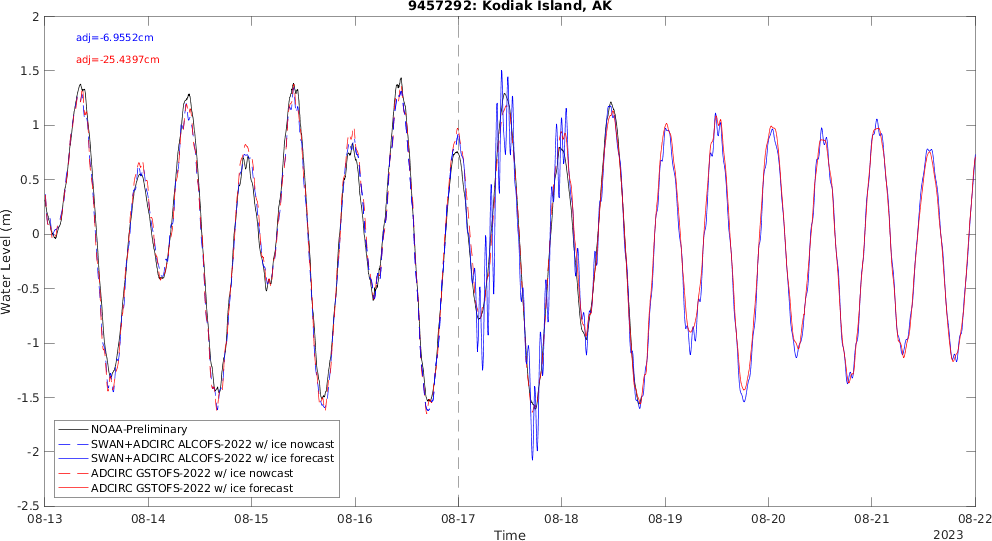 9457292: Kodiak Island, AK
adj=-6.9552cm
adj=-25.4397cm
Water Level (m)
2
1.5
1
0.5
0
-0.5
-1
-1.5
-2
-2.5
NOAA-Preliminary
SWAN+ADCIRC ALCOFS-2022 w/ ice nowcast
SWAN+ADCIRC ALCOFS-2022 w/ ice forecast
ADCIRC GSTOFS-2022 w/ ice nowcast
ADCIRC GSTOFS-2022 w/ ice forecast
08-13 08-14 08-15 08-16 08-17 08-18 08-19 08-20 08-21 08-22
Time
2023